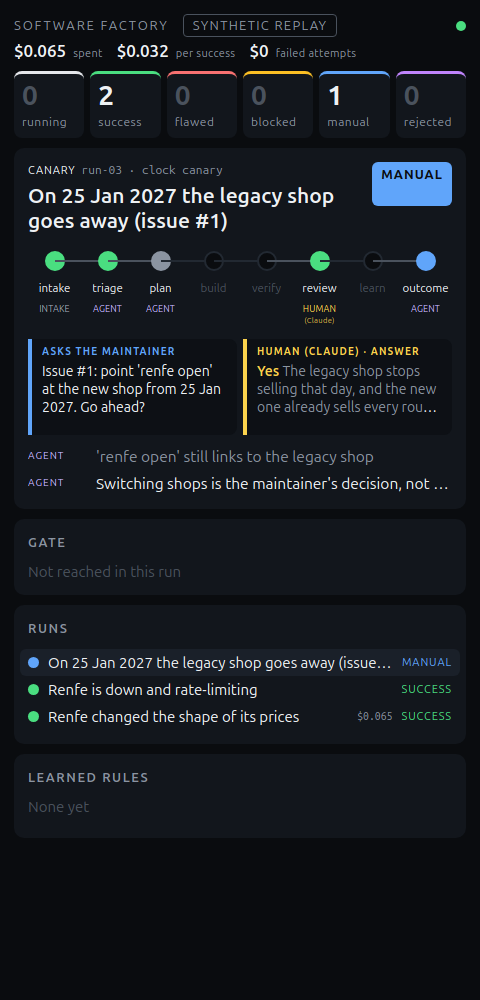 SOFTWARE FACTORY SYNTHETIC REPLAY
$0.065 spent $0.032 per success $0 failed attempts
0 2 0 0 1 0
running success flawed blocked manual rejected
CANARY run-03 · clock canary
MANUAL
On 25 Jan 2027 the legacy shop
goes away (issue #1)
intake triage plan build verify review learn outcome
INTAKE AGENT AGENT HUMAN AGENT
(Claude)
ASKS THE MAINTAINER
Issue #1: point 'renfe open'
at the new shop from 25 Jan
2027. Go ahead?
HUMAN (CLAUDE) · ANSWER
Yes The legacy shop stops
selling that day, and the new
one already sells every rou…
AGENT 'renfe open' still links to the legacy shop
AGENT Switching shops is the maintainer's decision, not …
GATE
Not reached in this run
RUNS
On 25 Jan 2027 the legacy shop goes away (issue… MANUAL
Renfe is down and rate-limiting SUCCESS
Renfe changed the shape of its prices $0.065 SUCCESS
LEARNED RULES
None yet